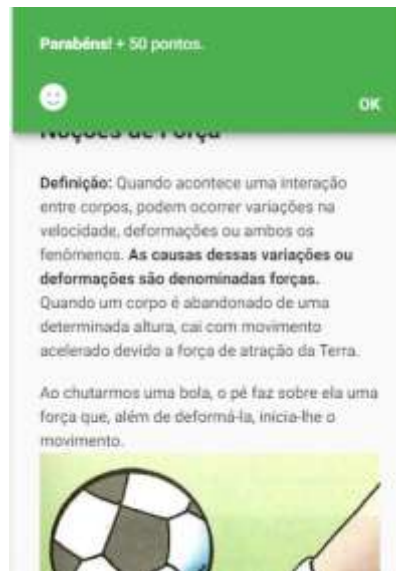 Parabéns! + 50 pontos.
OK
Noções de Força
Definição: Quando acontece uma interação
entre corpos, podem ocorrer variações na
velocidade, deformações ou ambos os
fenômenos. As causas dessas variações ou
deformações são denominadas forças.
Quando um corpo é abandonado de uma
determinada altura, cai com movimento
acelerado devido a força de atração da Terra.
Ao chutarmos uma bola, o pé faz sobre ela uma
força que, além de deformá-la, inicia-lhe o
movimento.